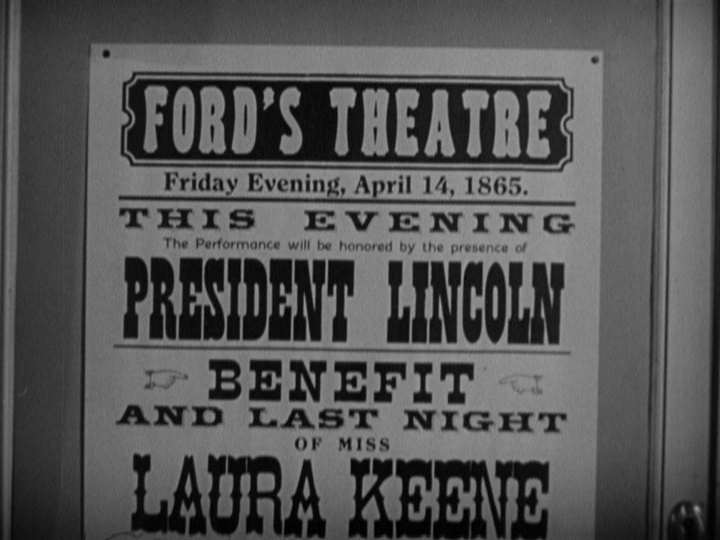 FORD'S THEATRE
Friday Evening, April 14, 1865.
THIS EVENING
The Performance will be honored by the presence of
PRESIDENT LINCOLN
BENEFIT
AND LAST NIGHT
OF MISS
LAURA KEENE